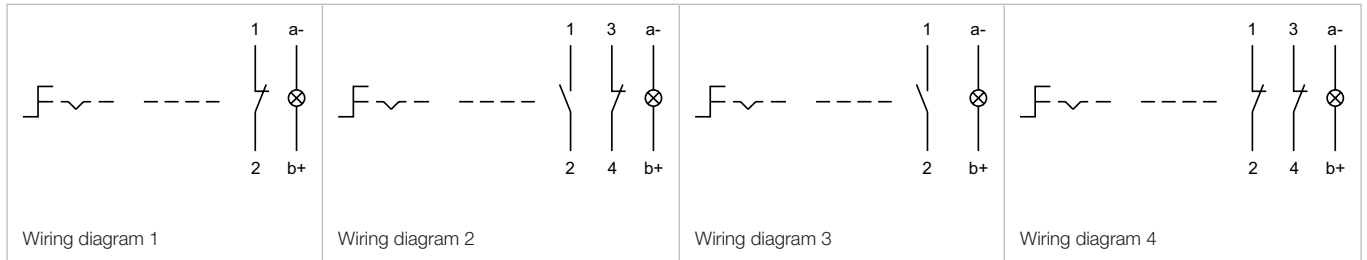 1 a-
2 b+
Wiring diagram 1
1 3 a-
2 4 b+
Wiring diagram 2
1 a-
2 b+
Wiring diagram 3
1 3 a-
2 4 b+
Wiring diagram 4